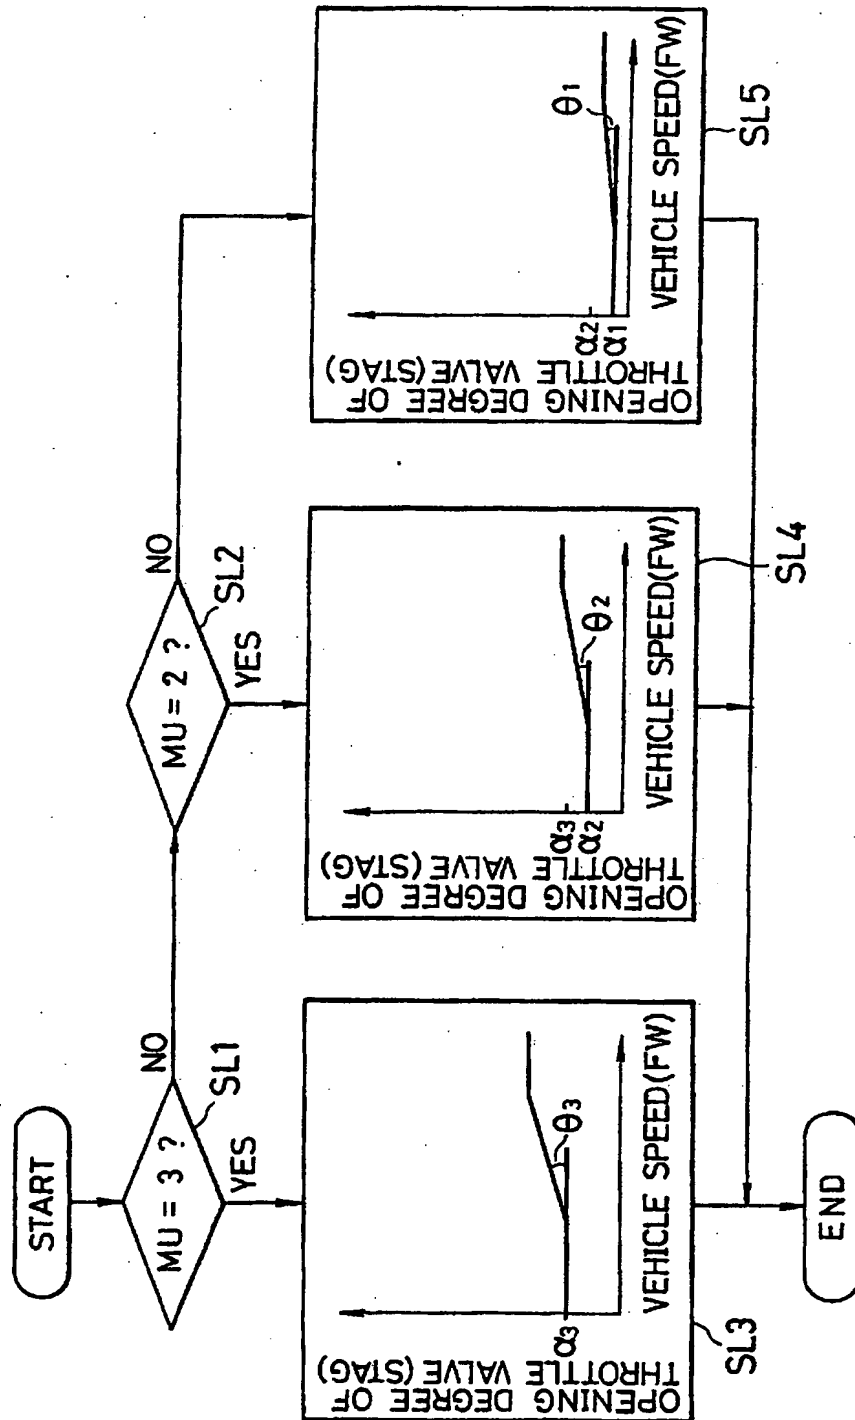 START
MU = 3 ?
SL1
NO
YES
MU = 2 ?
SL2
NO
YES
OPENING DEGREE OF
THROTTLE VALVE (STAG)
α3
θ3
VEHICLE SPEED(FW)
SL3
OPENING DEGREE OF
THROTTLE VALVE (STAG)
α3
α2
θ2
VEHICLE SPEED(FW)
SL4
OPENING DEGREE OF
THROTTLE VALVE (STAG)
α2
α1
θ1
VEHICLE SPEED(FW)
SL5
END